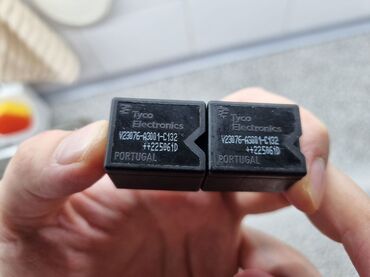 Tyco
Electronics
V23076-A3001-C132
++225061D
PORTUGAL
Tyco
Electronics
V23076-A3001-C132
++225061D
PORTUGAL